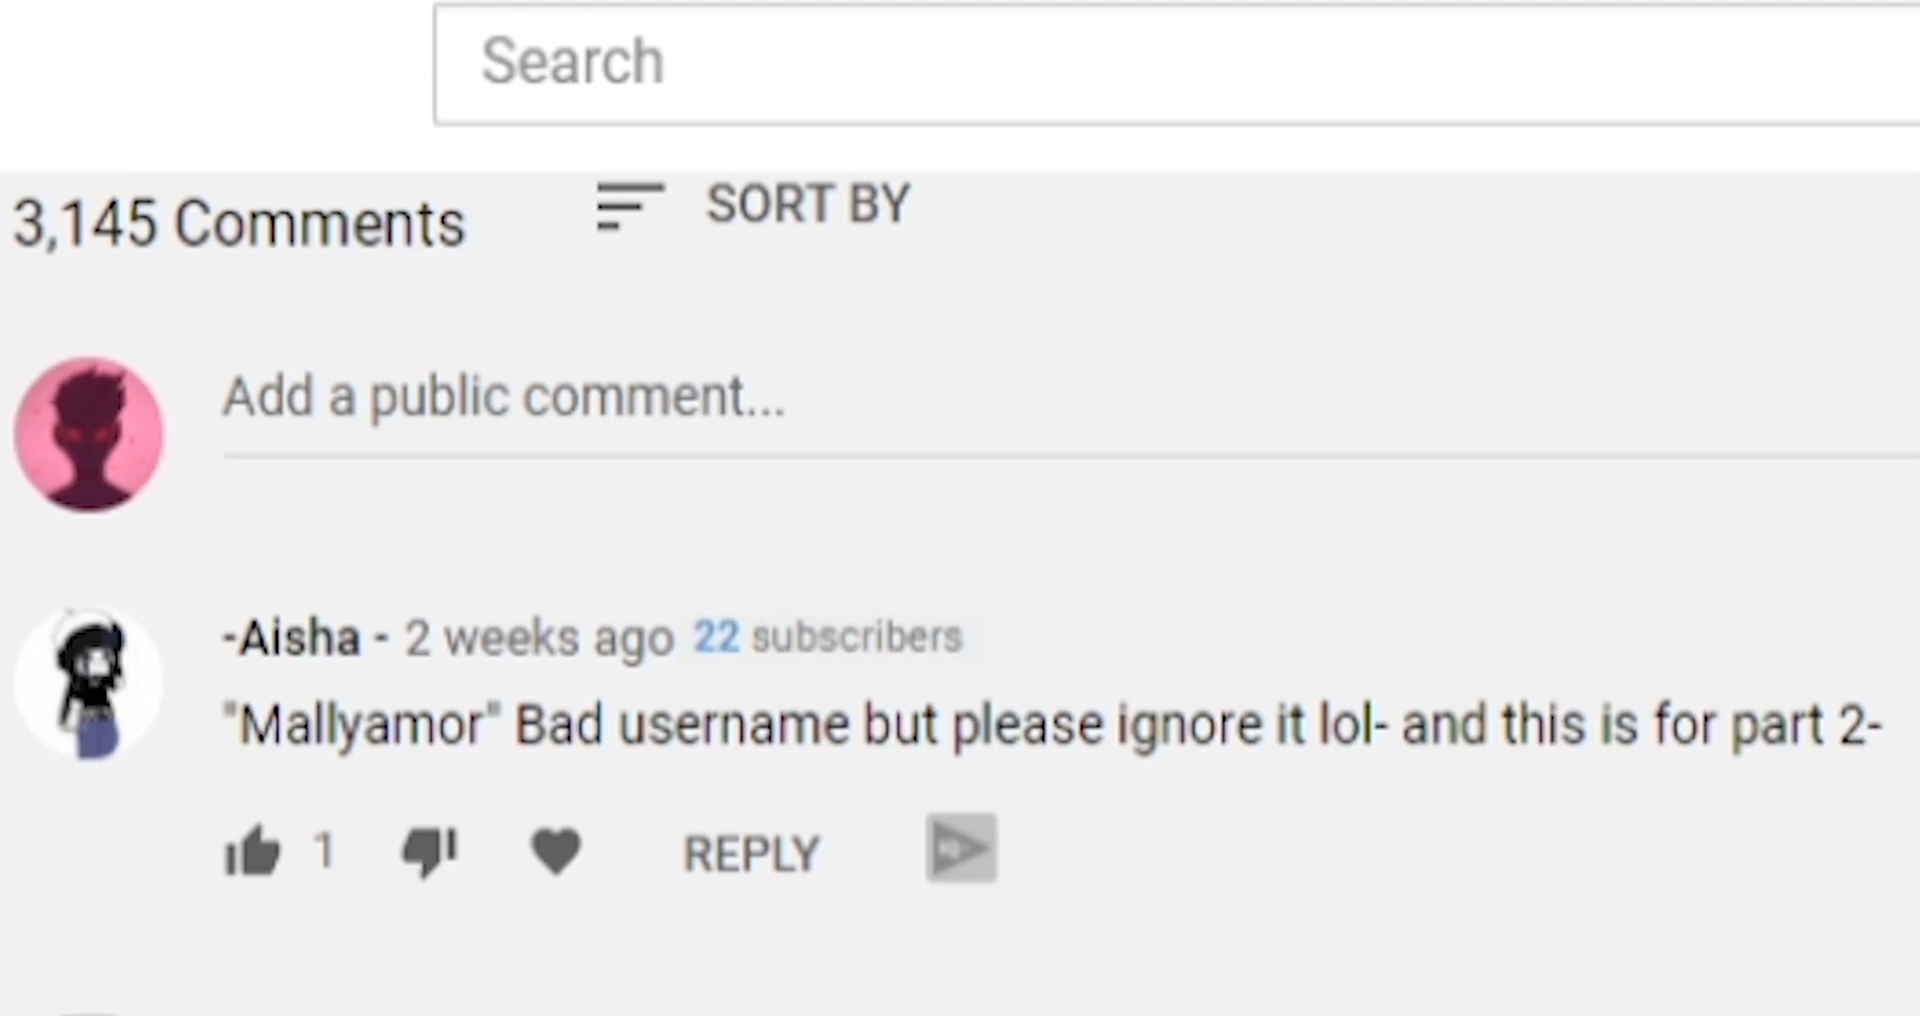 Search
3,145 Comments SORT BY
Add a public comment...
-Aisha - 2 weeks ago 22 subscribers
"Mallyamor" Bad username but please ignore it lol- and this is for part 2-
1 REPLY